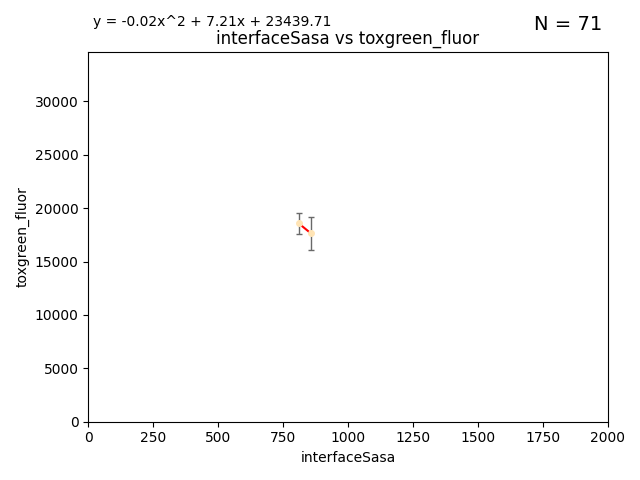 y = -0.02x^2 + 7.21x + 23439.71
N = 71
interfaceSasa vs toxgreen_fluor
30000
25000
20000
15000
10000
5000
0
toxgreen_fluor
0 250 500 750 1000 1250 1500 1750 2000
interfaceSasa